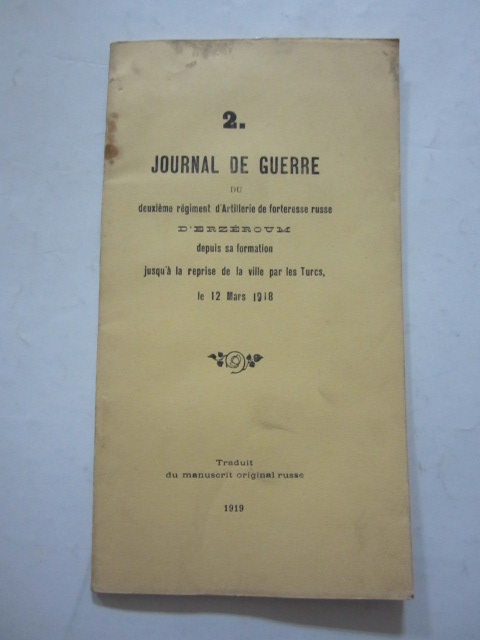 2.
JOURNAL DE GUERRE
DU
deuxième régiment d'Artillerie de forteresse russe
D'ERZÉROUM
depuis sa formation
jusqu'à la reprise de la ville par les Turcs,
le 12 Mars 1918
Traduit
du manuscrit original russe
1919